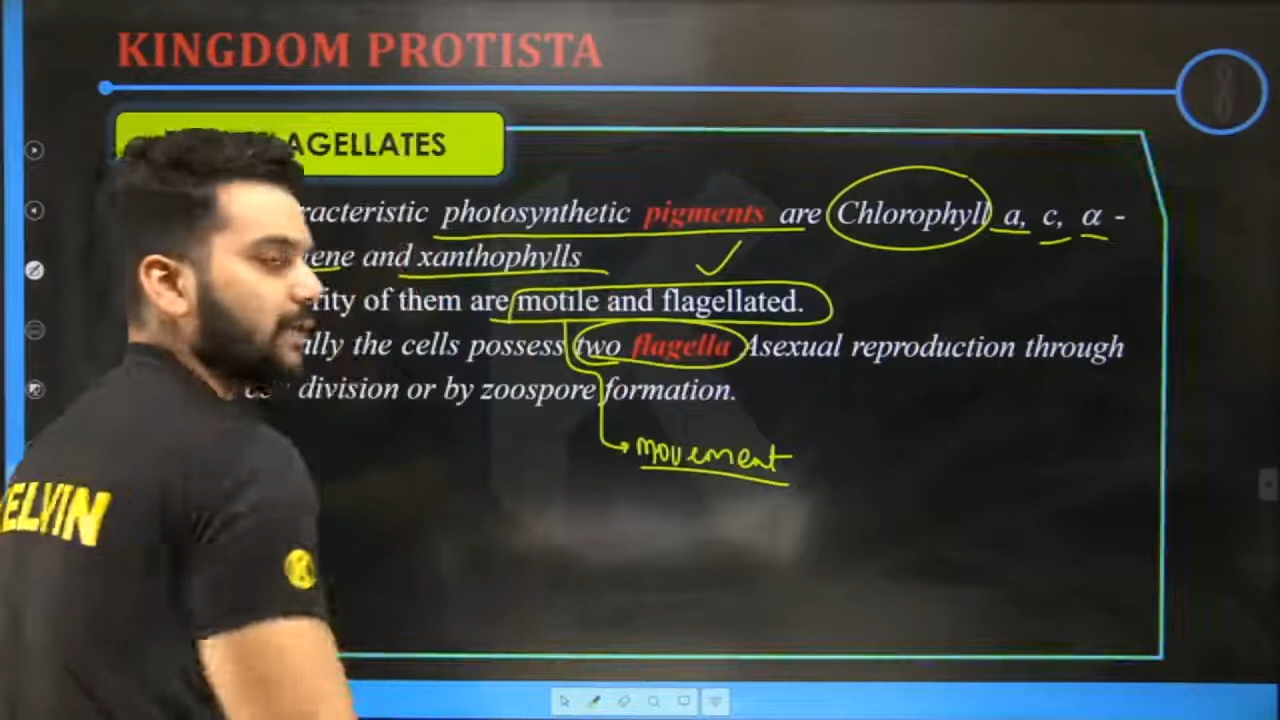 KINGDOM PROTISTA
AGELLATES
racteristic photosynthetic pigments are Chlorophyll a, c, α -
ene and xanthophylls
rity of them are motile and flagellated.
lly the cells possess two flagella Asexual reproduction through
division or by zoospore formation.
movement
ELVIN
K